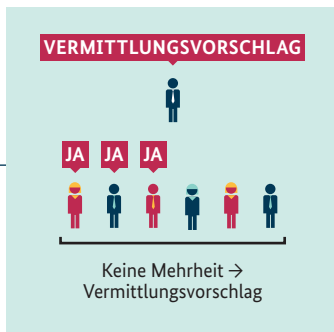 VERMITTLUNGSVORSCHLAG
JA JA JA
Keine Mehrheit →
Vermittlungsvorschlag